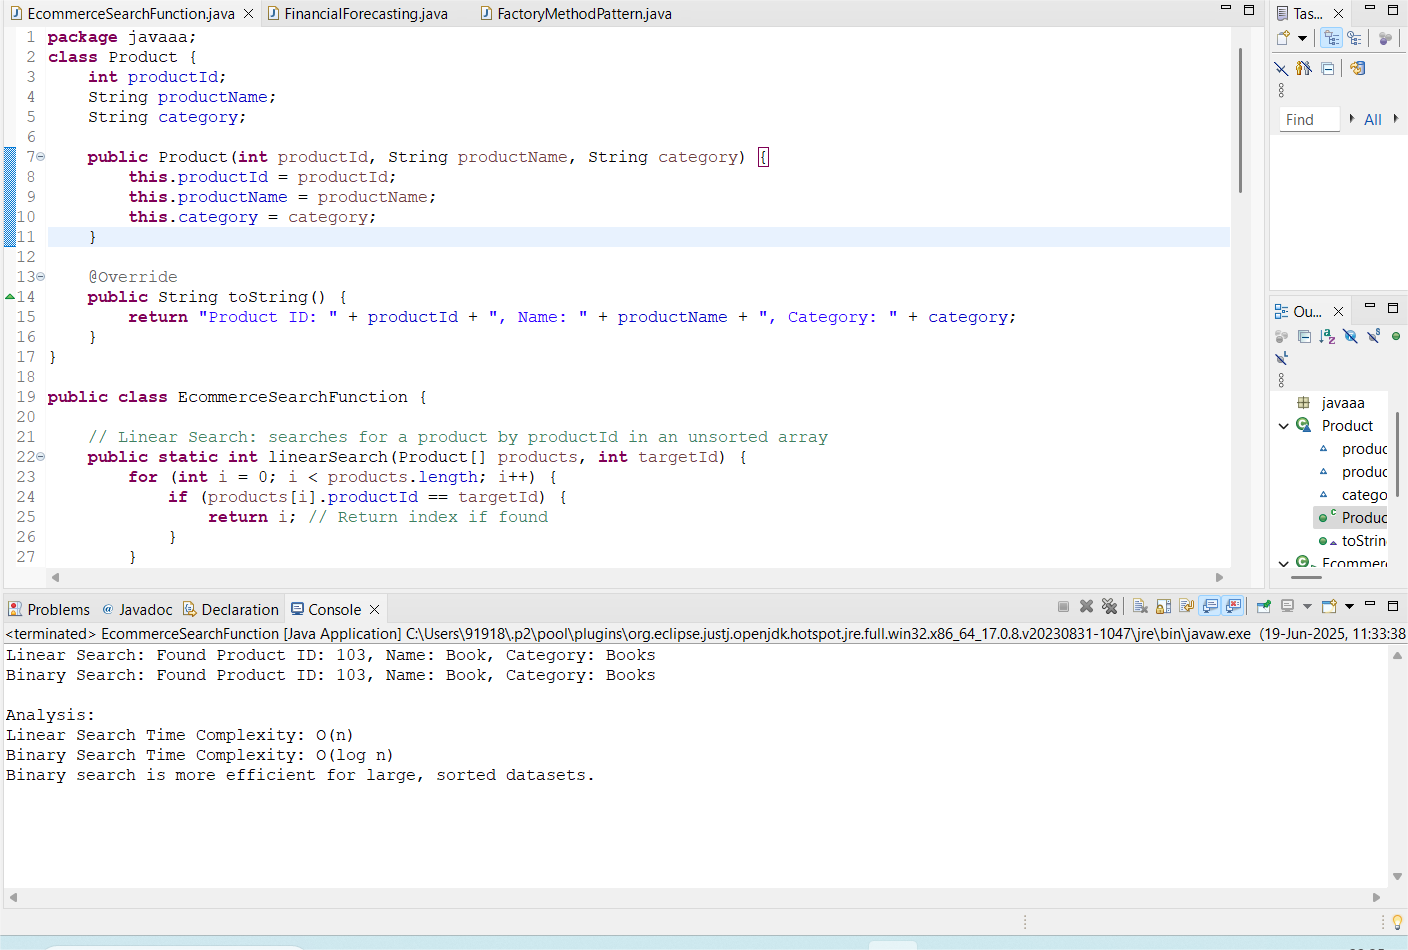 EcommerceSearchFunction.java
FinancialForecasting.java
FactoryMethodPattern.java
Tas...
1 package javaaa;
2 class Product {
3 int productId;
4 String productName;
5 String category;
6
7 public Product(int productId, String productName, String category) {
8 this.productId = productId;
9 this.productName = productName;
10 this.category = category;
11 }
12
13 @Override
14 public String toString() {
15 return "Product ID: " + productId + ", Name: " + productName + ", Category: " + category;
16 }
17 }
18
19 public class EcommerceSearchFunction {
20
21 // Linear Search: searches for a product by productId in an unsorted array
22 public static int linearSearch(Product[] products, int targetId) {
23 for (int i = 0; i < products.length; i++) {
24 if (products[i].productId == targetId) {
25 return i; // Return index if found
26 }
27 }
Find
All
Ou...
javaaa
Product
produc
produc
catego
Produc
toStrin
Ecommer
Problems
Javadoc
Declaration
Console
<terminated> EcommerceSearchFunction [Java Application] C:\Users\91918\.p2\pool\plugins\org.eclipse.justj.openjdk.hotspot.jre.full.win32.x86_64_17.0.8.v20230831-1047\jre\bin\javaw.exe (19-Jun-2025, 11:33:38
Linear Search: Found Product ID: 103, Name: Book, Category: Books
Binary Search: Found Product ID: 103, Name: Book, Category: Books

Analysis:
Linear Search Time Complexity: O(n)
Binary Search Time Complexity: O(log n)
Binary search is more efficient for large, sorted datasets.